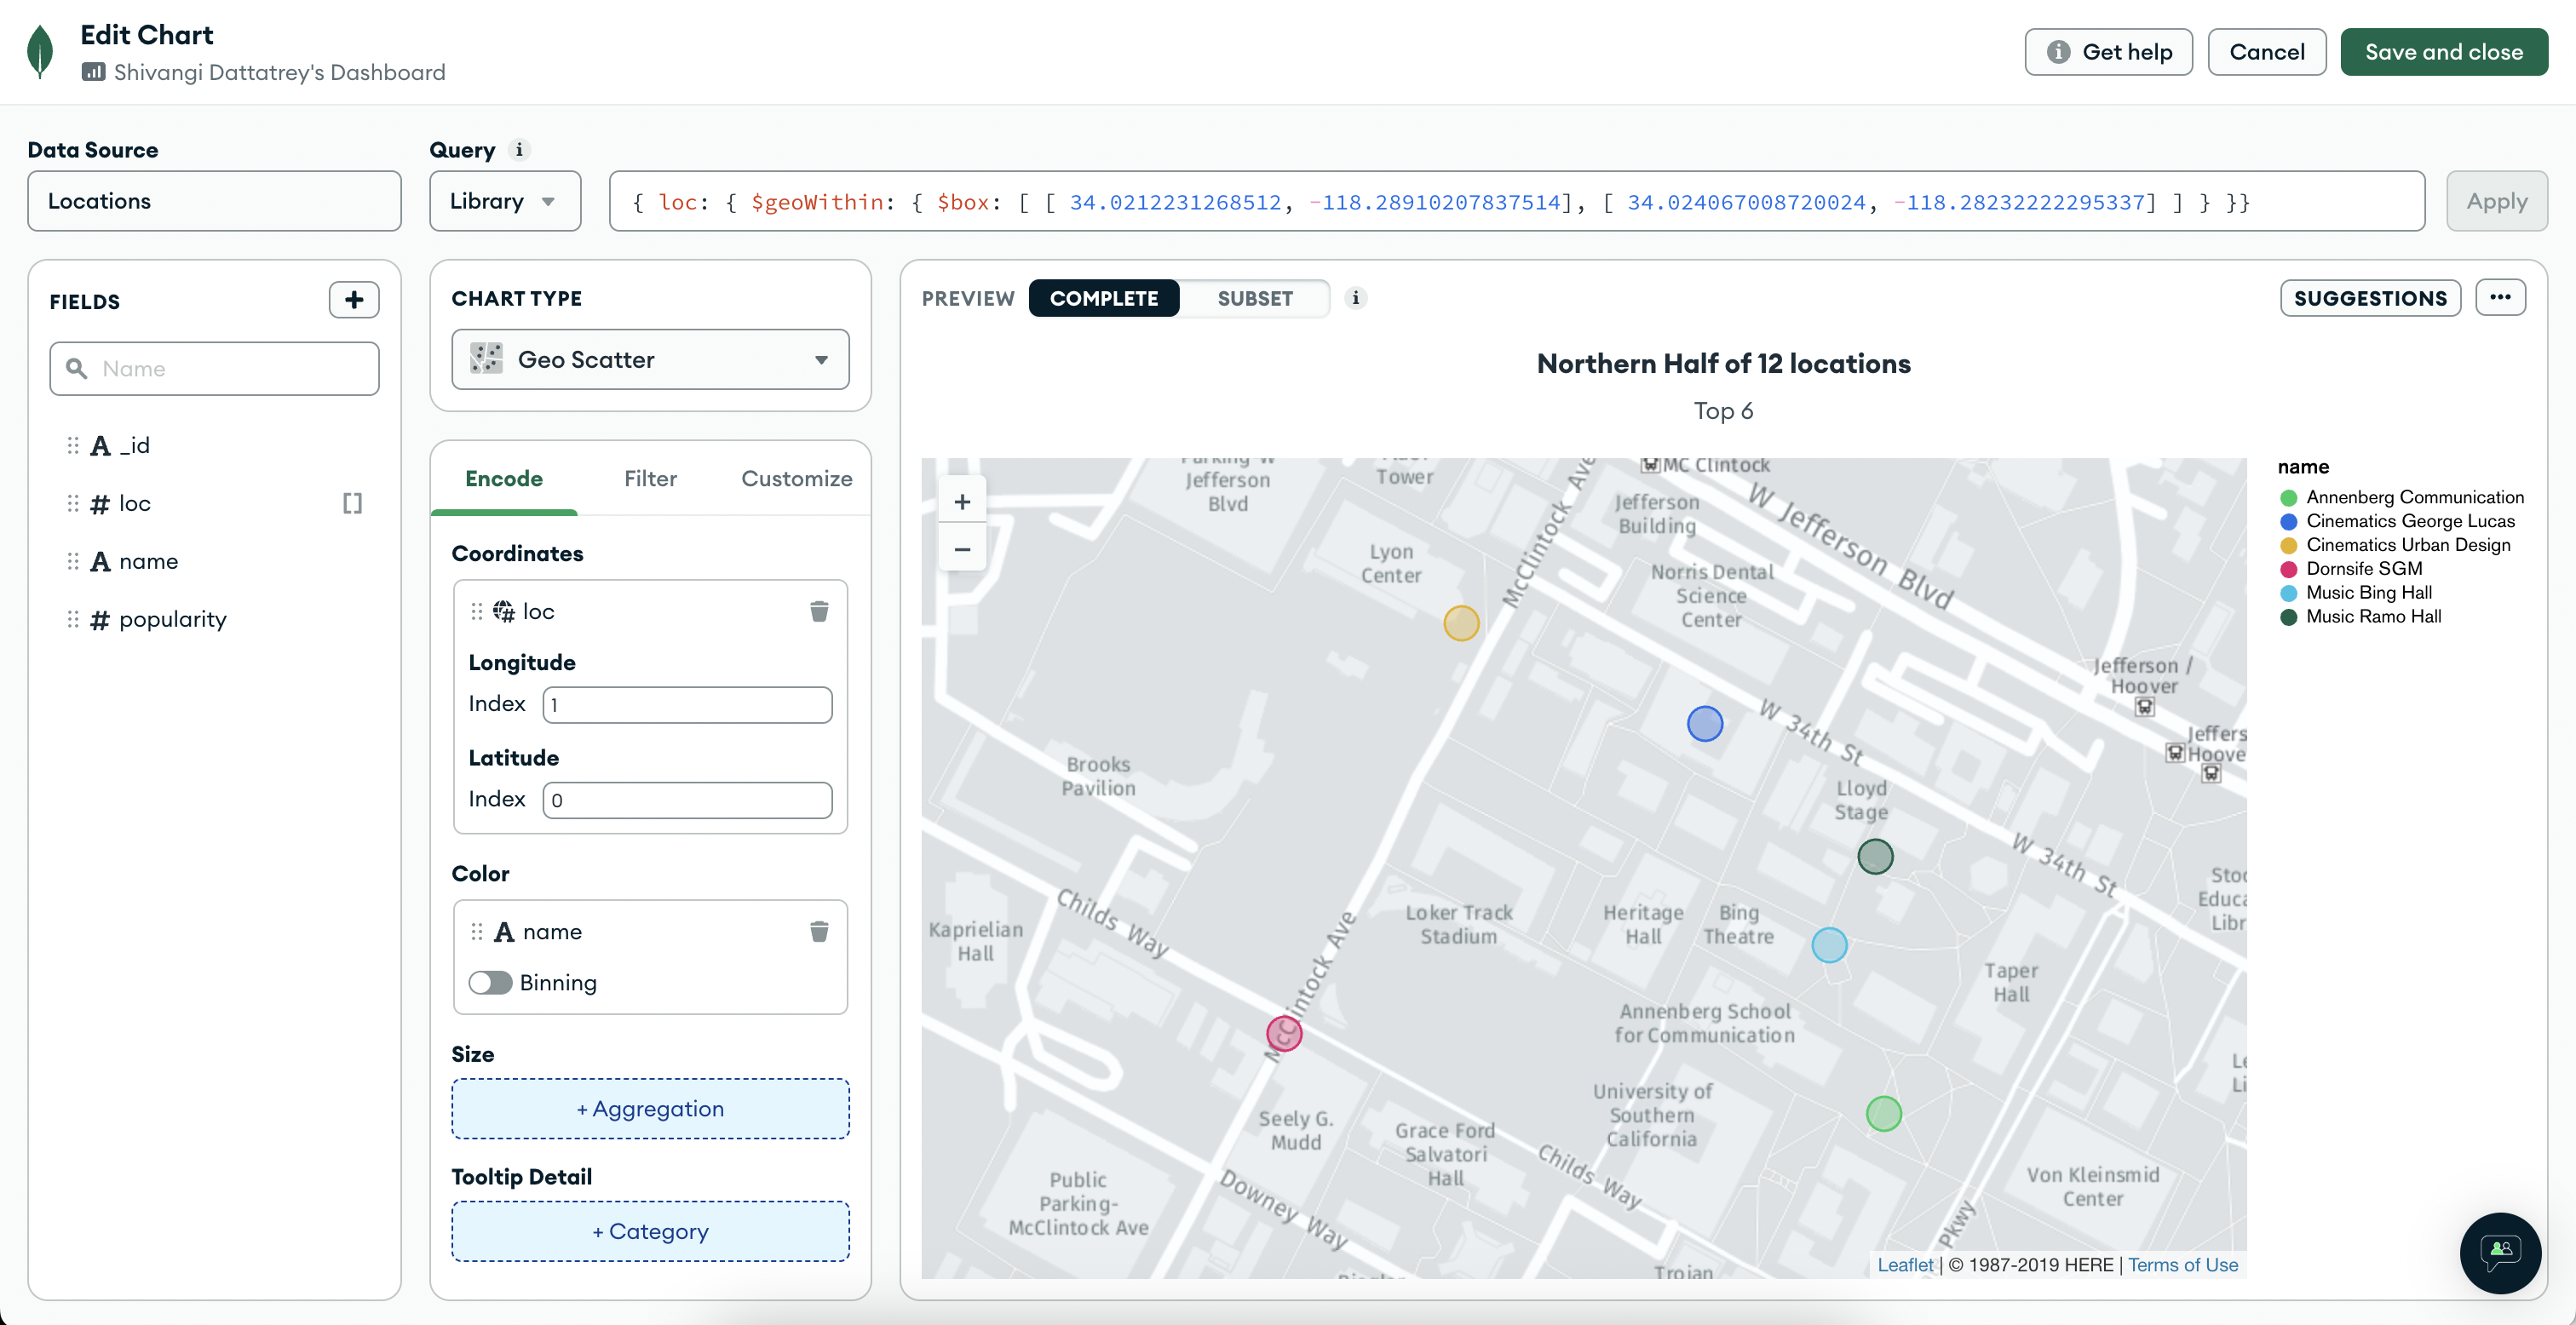 Edit Chart
Shivangi Dattatrey's Dashboard
Get help
Cancel
Save and close
Data Source
Locations
Query
Library
{ loc: { $geoWithin: { $box: [ [ 34.0212231268512, -118.28910207837514], [ 34.024067008720024, -118.28232222295337] ] } }}
Apply
FIELDS
Name
_id
loc
name
popularity
CHART TYPE
Geo Scatter
Encode
Filter
Customize
Coordinates
loc
Longitude
Index 1
Latitude
Index 0
Color
name
Binning
Size
+ Aggregation
Tooltip Detail
+ Category
PREVIEW
COMPLETE
SUBSET
SUGGESTIONS
Northern Half of 12 locations
Top 6
+
−
Jefferson
Blvd
Tower
MC Clintock
Jefferson
Building
W Jefferson Blvd
McClintock Ave
Lyon
Center
Norris Dental
Science
Center
Jefferson /
Hoover
W 34th St
Brooks
Pavilion
Lloyd
Stage
W 34th St
Childs Way
Kaprielian
Hall
McClintock Ave
Loker Track
Stadium
Heritage
Hall
Bing
Theatre
Taper
Hall
Annenberg School
for Communication
University of
Southern
California
Seely G.
Mudd
Grace Ford
Salvatori
Hall
Childs Way
Public
Parking-
McClintock Ave
Downey Way
Von Kleinsmid
Center
Pkwy
Trojan
Leaflet | © 1987-2019 HERE | Terms of Use
name
Annenberg Communication
Cinematics George Lucas
Cinematics Urban Design
Dornsife SGM
Music Bing Hall
Music Ramo Hall